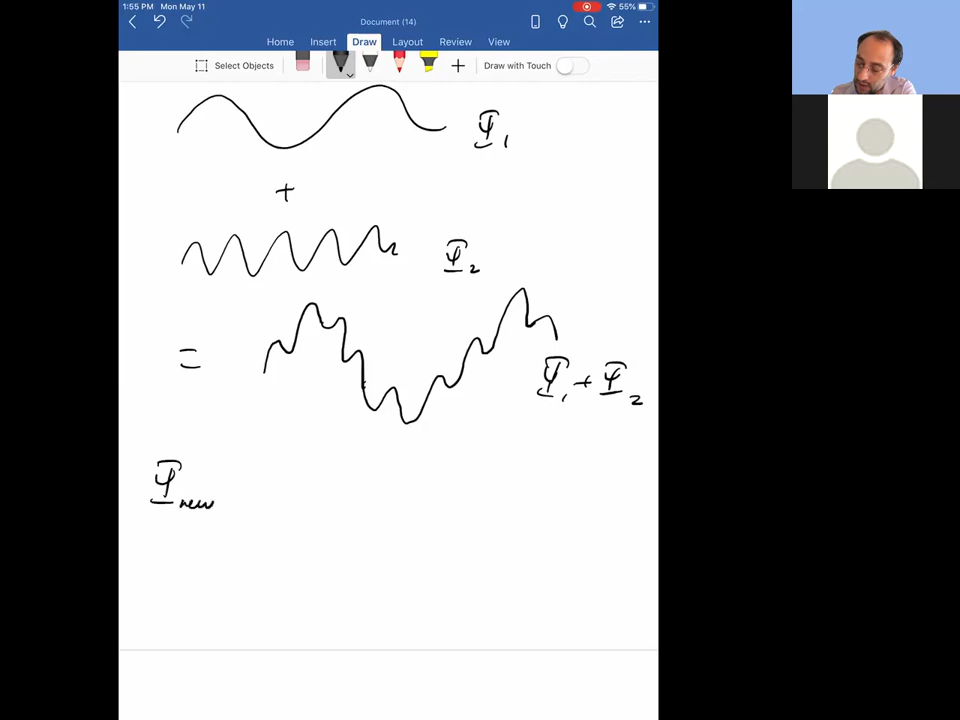 1:55 PM Mon May 11
55%
Document (14)
Home Insert Draw Layout Review View
Select Objects
Draw with Touch
Ψ₁
+
Ψ₂
=
Ψ₁ + Ψ₂
Ψ new